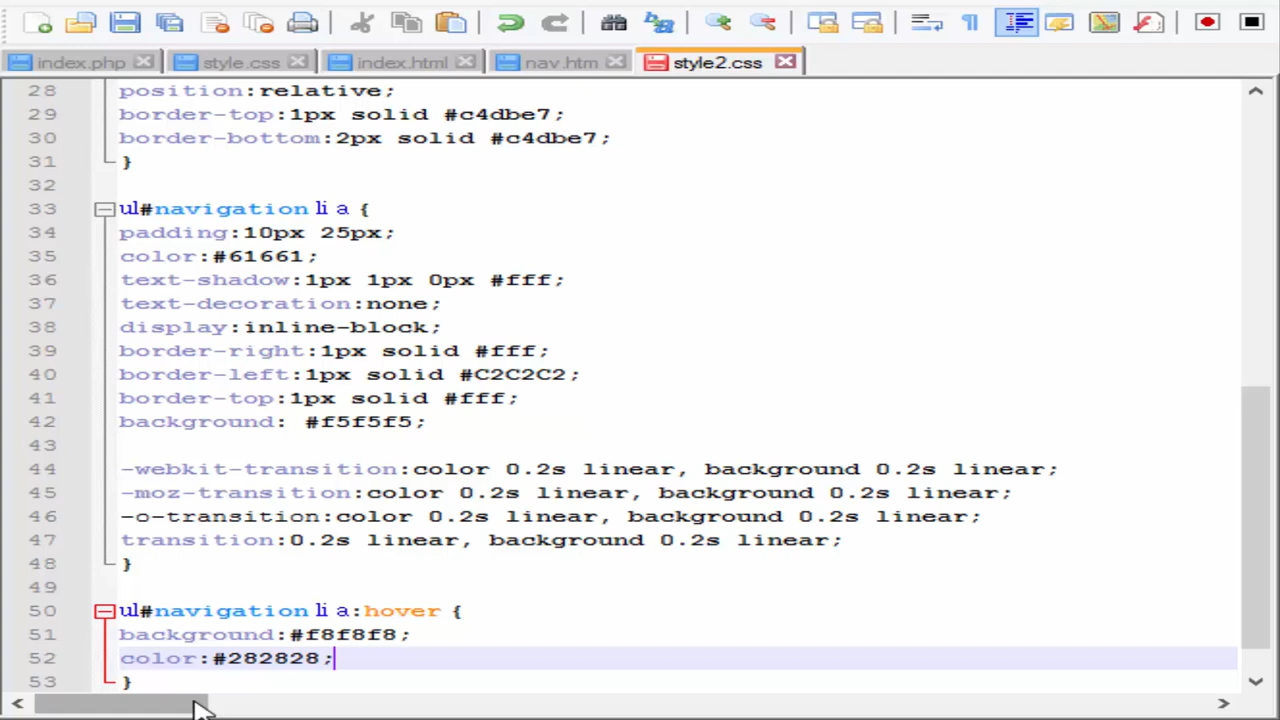 index.php style.css index.html nav.htm style2.css
28 position:relative;
29 border-top:1px solid #c4dbe7;
30 border-bottom:2px solid #c4dbe7;
31 }
32
33 ul#navigation li a {
34 padding:10px 25px;
35 color:#61661;
36 text-shadow:1px 1px 0px #fff;
37 text-decoration:none;
38 display:inline-block;
39 border-right:1px solid #fff;
40 border-left:1px solid #C2C2C2;
41 border-top:1px solid #fff;
42 background: #f5f5f5;
43
44 -webkit-transition:color 0.2s linear, background 0.2s linear;
45 -moz-transition:color 0.2s linear, background 0.2s linear;
46 -o-transition:color 0.2s linear, background 0.2s linear;
47 transition:0.2s linear, background 0.2s linear;
48 }
49
50 ul#navigation li a:hover {
51 background:#f8f8f8;
52 color:#282828;
53 }